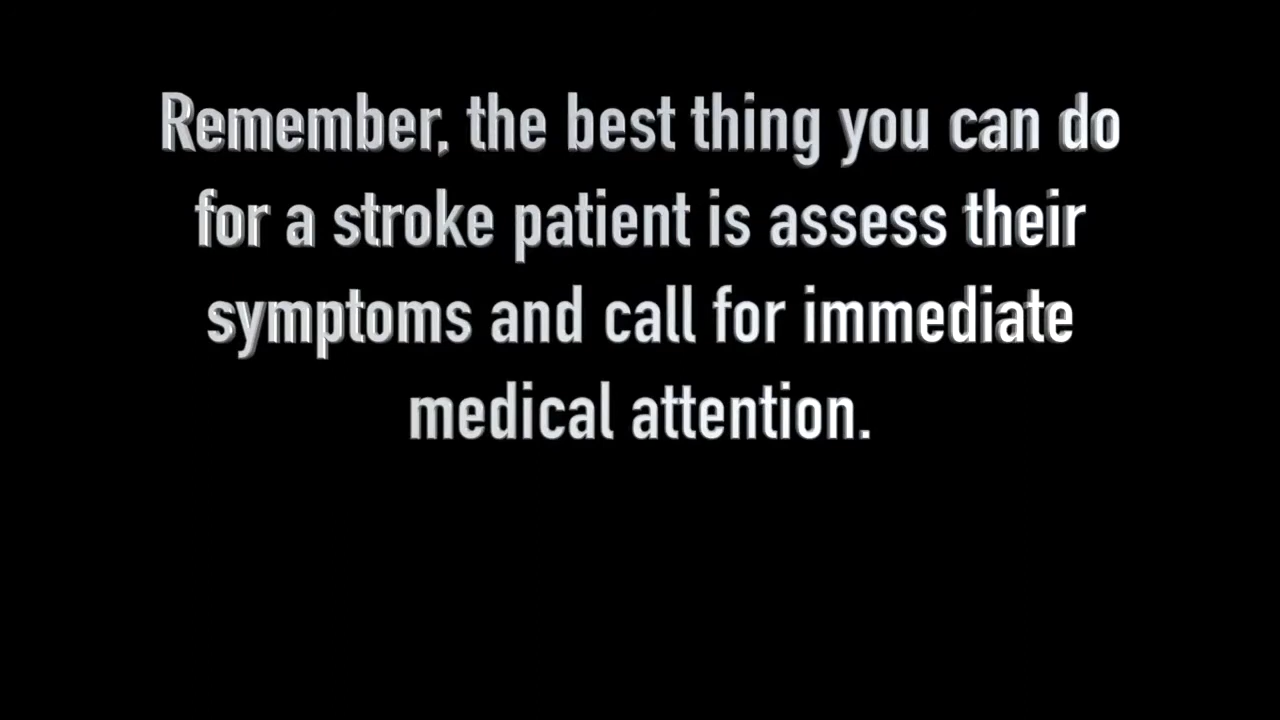 Remember, the best thing you can do
for a stroke patient is assess their
symptoms and call for immediate
medical attention.